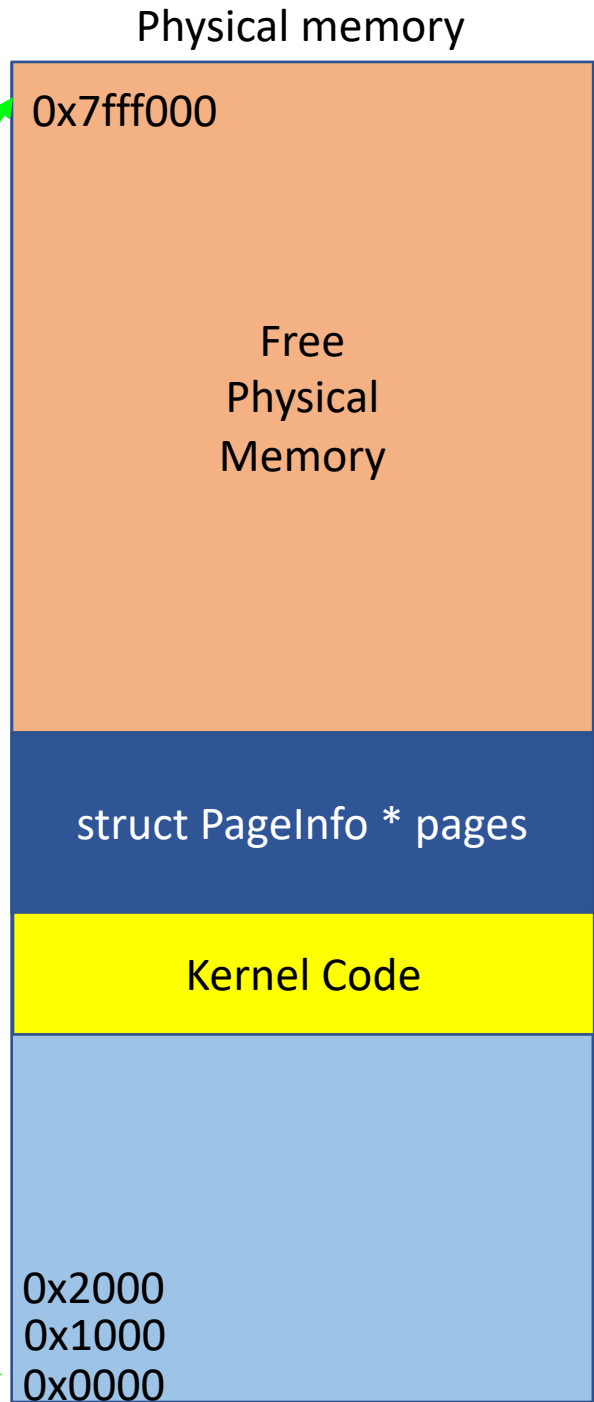 Physical memory
0x7fff000
Free
Physical
Memory
struct PageInfo * pages
Kernel Code
0x2000
0x1000
0x0000